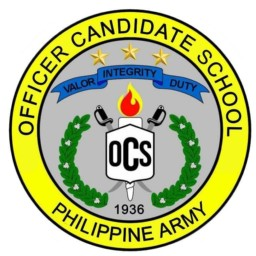 OFFICER CANDIDATE SCHOOL
VALOR INTEGRITY DUTY
OCS
1936
PHILIPPINE ARMY